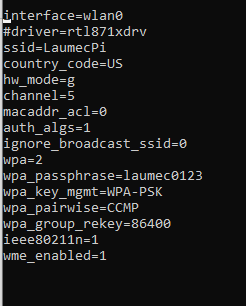 interface=wlan0
#driver=rtl871xdrv
ssid=LaumecPi
country_code=US
hw_mode=g
channel=5
macaddr_acl=0
auth_algs=1
ignore_broadcast_ssid=0
wpa=2
wpa_passphrase=laumec0123
wpa_key_mgmt=WPA-PSK
wpa_pairwise=CCMP
wpa_group_rekey=86400
ieee80211n=1
wme_enabled=1